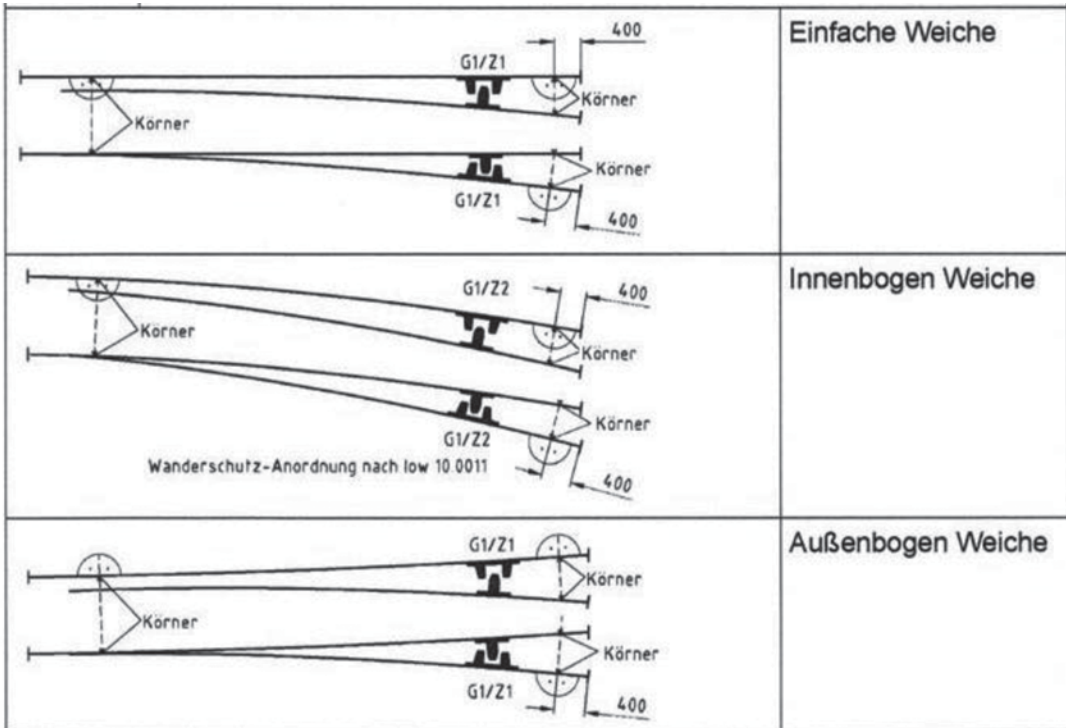 400
Einfache Weiche
G1/Z1
Körner
Körner
Körner
G1/Z1
400
Innenbogen Weiche
G1/Z2
400
Körner
Körner
Körner
G1/Z2
Wanderschutz-Anordnung nach low 10.0011
400
Außenbogen Weiche
G1/Z1
Körner
Körner
Körner
G1/Z1
400